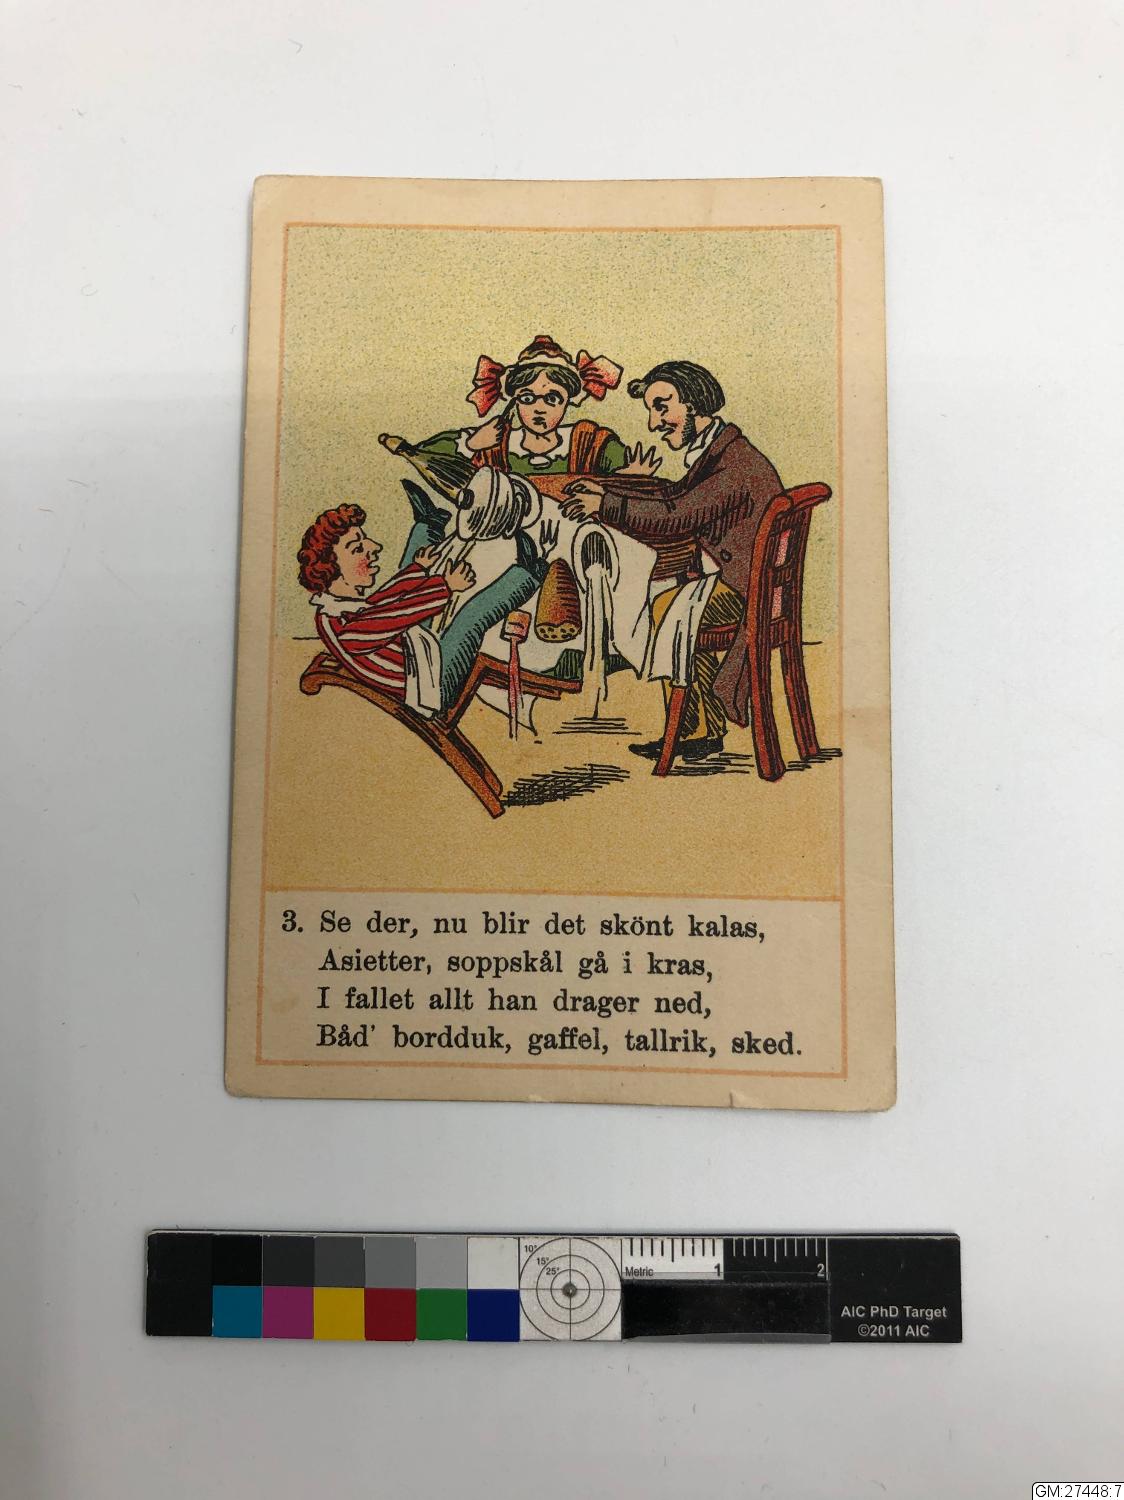 3. Se der, nu blir det skönt kalas,
Asietter, soppskål gå i kras,
I fallet allt han drager ned,
Båd' bordduk, gaffel, tallrik, sked.
10°
15°
25°
Metric 1 2
AIC PhD Target
©2011 AIC
GM:27448:7